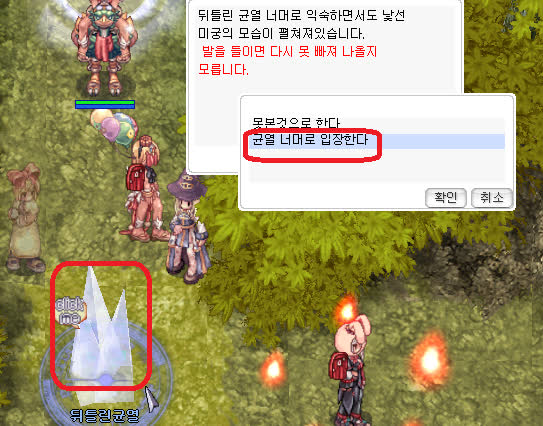 뒤틀린 균열 너머로 익숙하면서도 낯선
미궁의 모습이 펼쳐져있습니다.
발을 들이면 다시 못 빠져 나올지
모릅니다.
못본것으로 한다
균열 너머로 입장한다
확인 취소
click
me
뒤틀린균열